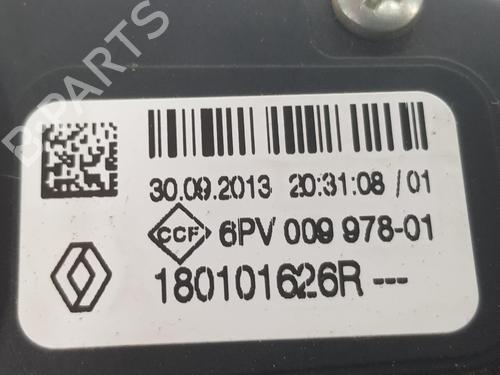 30.09.2013 20:31:08 /01
CCF 6PV 009 978-01
180101626R ---
B-PARTS